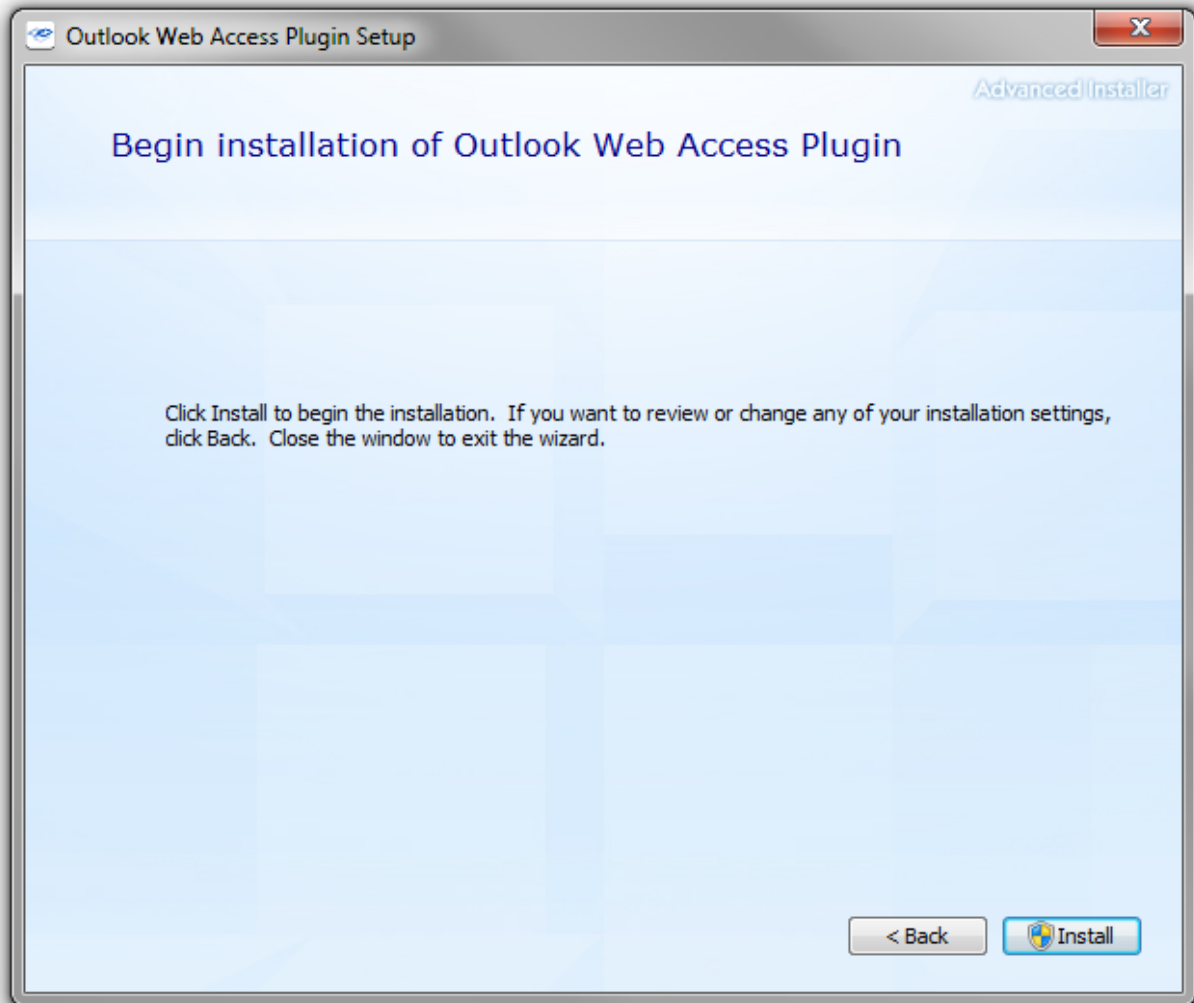 Outlook Web Access Plugin Setup
Advanced Installer
Begin installation of Outlook Web Access Plugin
Click Install to begin the installation.  If you want to review or change any of your installation settings,
click Back.  Close the window to exit the wizard.
< Back
Install